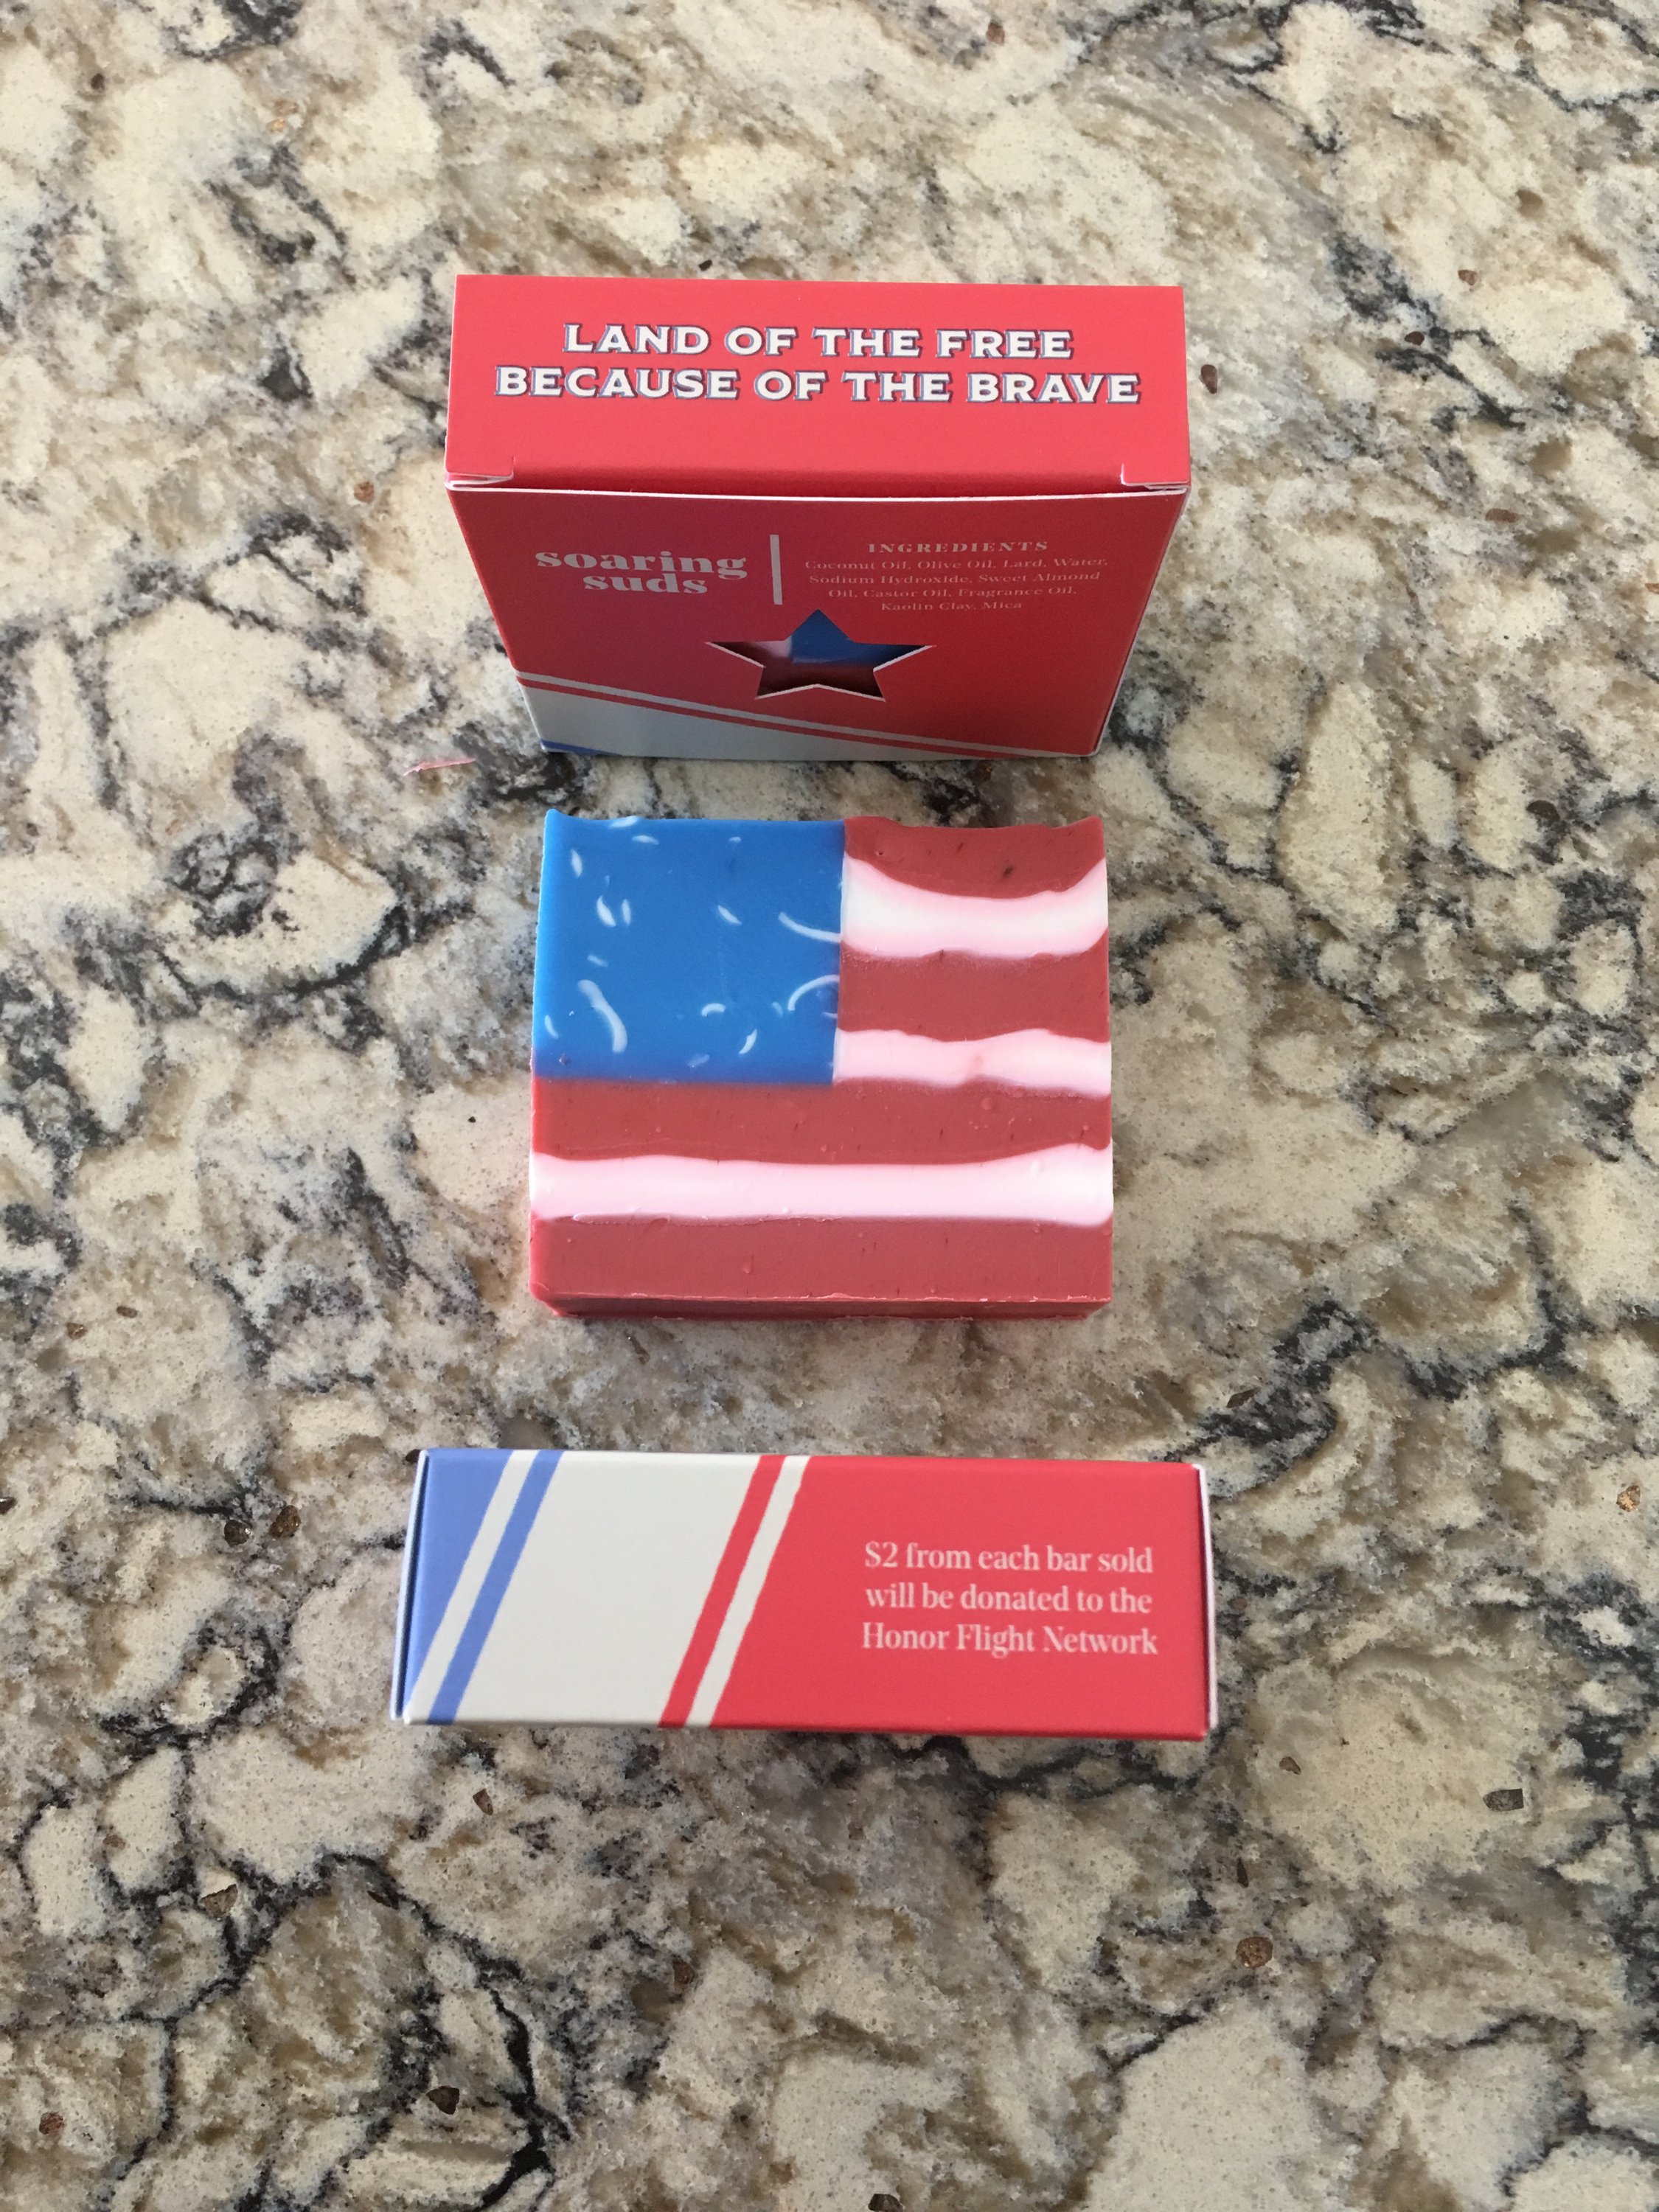 LAND OF THE FREE
BECAUSE OF THE BRAVE
soaring
suds
INGREDIENTS
Coconut Oil, Olive Oil, Lard, Water,
Sodium Hydroxide, Sweet Almond
Oil, Castor Oil, Fragrance Oil,
Kaolin Clay, Mica
$2 from each bar sold
will be donated to the
Honor Flight Network